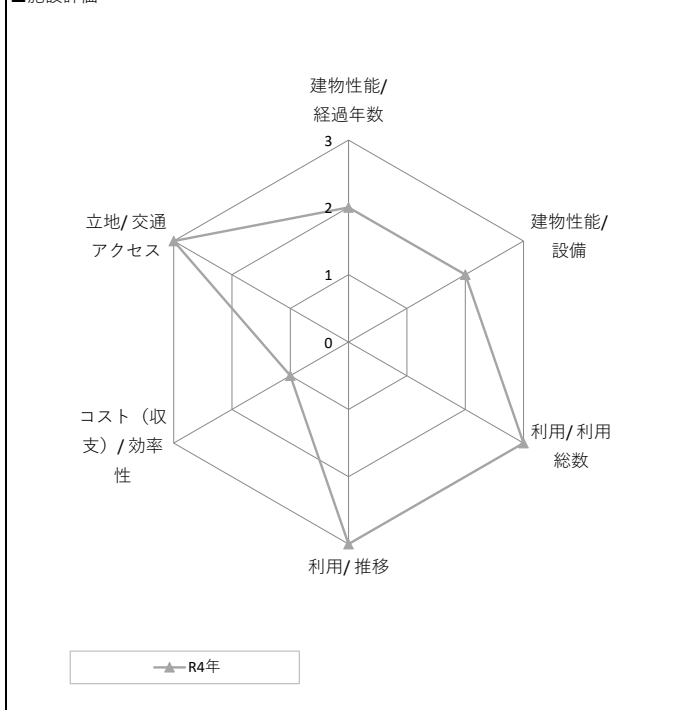 ■施設評価
建物性能/
経過年数
3
立地/ 交通
アクセス
2
建物性能/
設備
1
0
コスト（収
支）/ 効率
性
利用/ 利用
総数
利用/ 推移
R4年